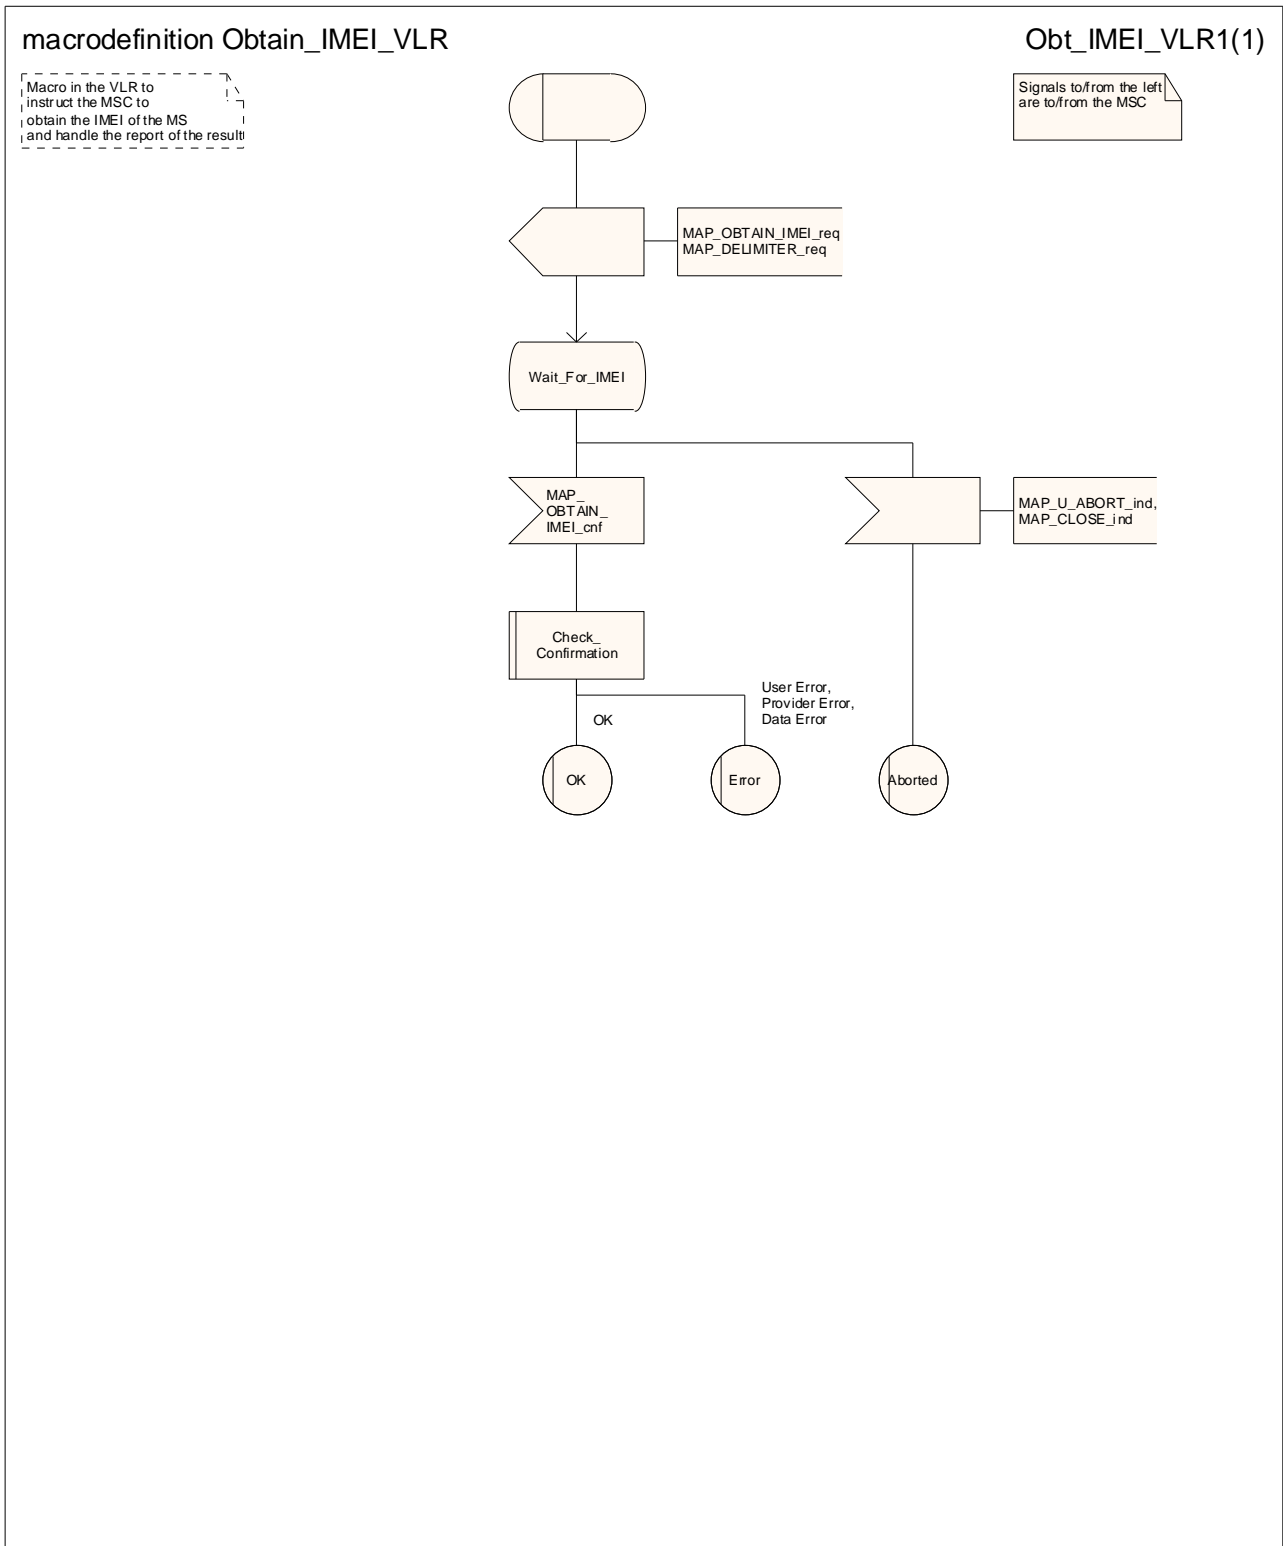 macrodefinition Obtain_IMEI_VLR
Obt_IMEI_VLR1(1)
Macro in the VLR to
instruct the MSC to
obtain the IMEI of the MS
and handle the report of the result
Signals to/from the left
are to/from the MSC
MAP_OBTAIN_IMEI_req
MAP_DELIMITER_req
Wait_For_IMEI
MAP_
OBTAIN_
IMEI_cnf
MAP_U_ABORT_ind,
MAP_CLOSE_ind
Check_
Confirmation
User Error,
Provider Error,
Data Error
OK
OK
Error
Aborted